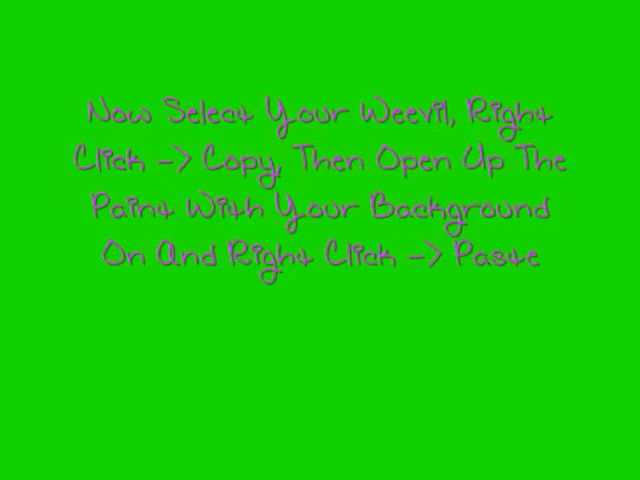 Now Select Your Weevil, Right
Click -> Copy, Then Open Up The
Paint With Your Background
On And Right Click -> Paste